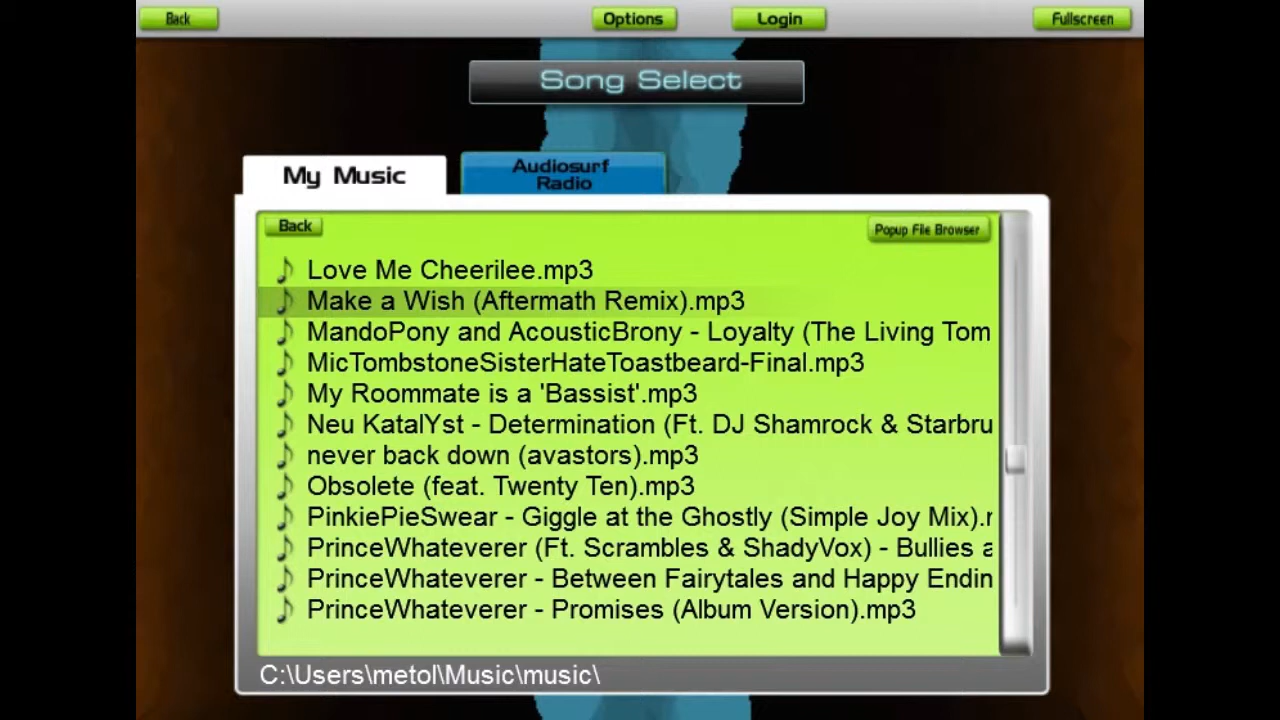 Back
Options
Login
Fullscreen
Song Select
My Music
Audiosurf
Radio
Back
Popup File Browser
Love Me Cheerilee.mp3
Make a Wish (Aftermath Remix).mp3
MandoPony and AcousticBrony - Loyalty (The Living Tom
MicTombstoneSisterHateToastbeard-Final.mp3
My Roommate is a 'Bassist'.mp3
Neu KatalYst - Determination (Ft. DJ Shamrock & Starbru
never back down (avastors).mp3
Obsolete (feat. Twenty Ten).mp3
PinkiePieSwear - Giggle at the Ghostly (Simple Joy Mix).r
PrinceWhateverer (Ft. Scrambles & ShadyVox) - Bullies a
PrinceWhateverer - Between Fairytales and Happy Endin
PrinceWhateverer - Promises (Album Version).mp3
C:\Users\metol\Music\music\